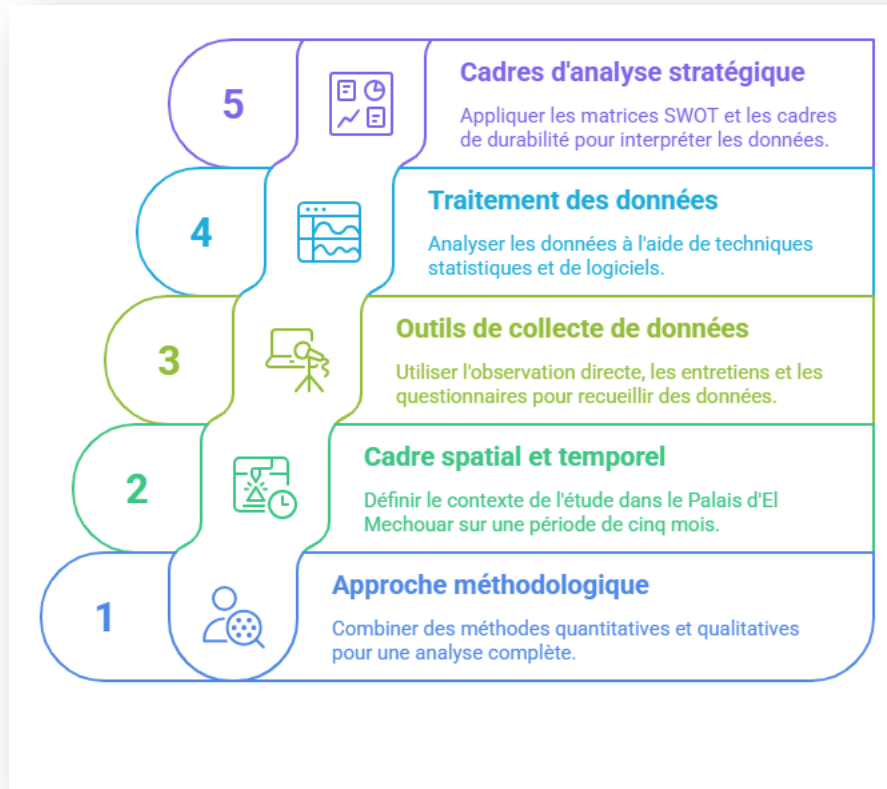 5
Cadres d'analyse stratégique
Appliquer les matrices SWOT et les cadres
de durabilité pour interpréter les données.
4
Traitement des données
Analyser les données à l'aide de techniques
statistiques et de logiciels.
3
Outils de collecte de données
Utiliser l'observation directe, les entretiens et les
questionnaires pour recueillir des données.
2
Cadre spatial et temporel
Définir le contexte de l'étude dans le Palais d'El
Mechouar sur une période de cinq mois.
1
Approche méthodologique
Combiner des méthodes quantitatives et qualitatives
pour une analyse complète.